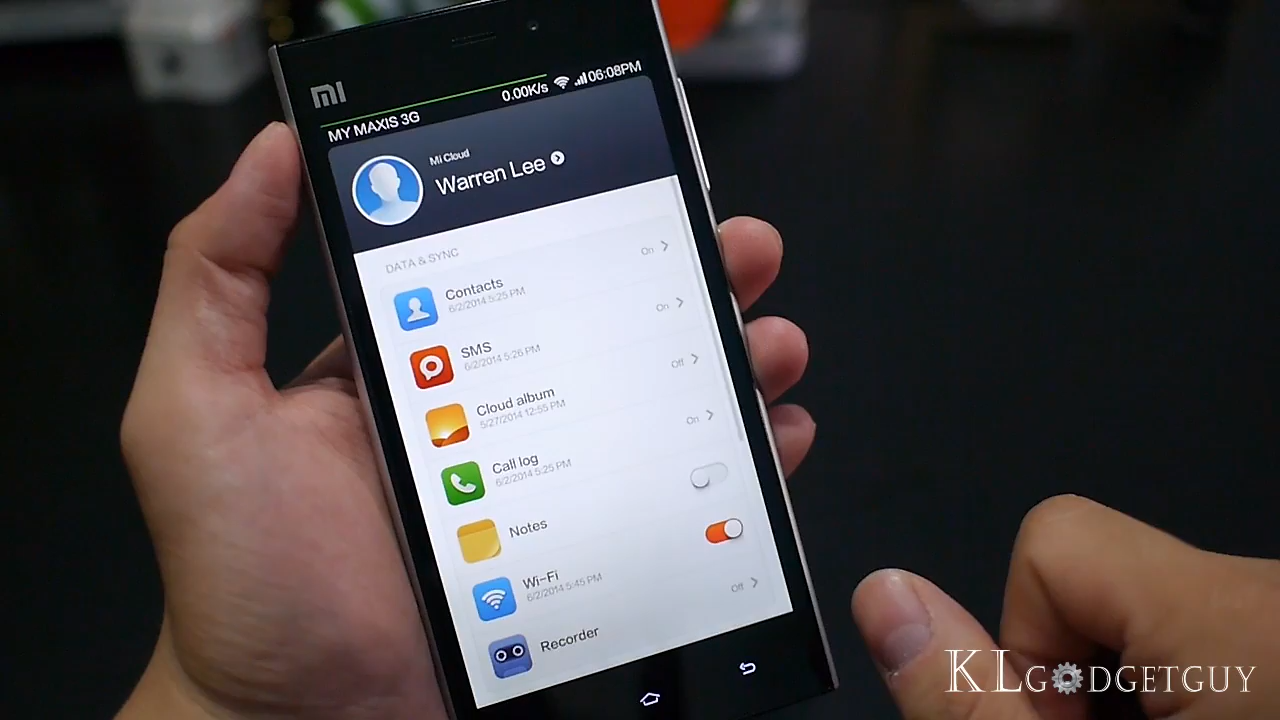 mi
0.00K/s 06:08PM
MY MAXIS 3G
Mi Cloud
Warren Lee
DATA & SYNC
On
Contacts
6/2/2014 5:25 PM
On
SMS
6/2/2014 5:26 PM
Off
Cloud album
5/27/2014 12:55 PM
On
Call log
6/2/2014 5:25 PM
Notes
Wi-Fi
6/2/2014 5:45 PM
Off
Recorder
KLGADGETGUY